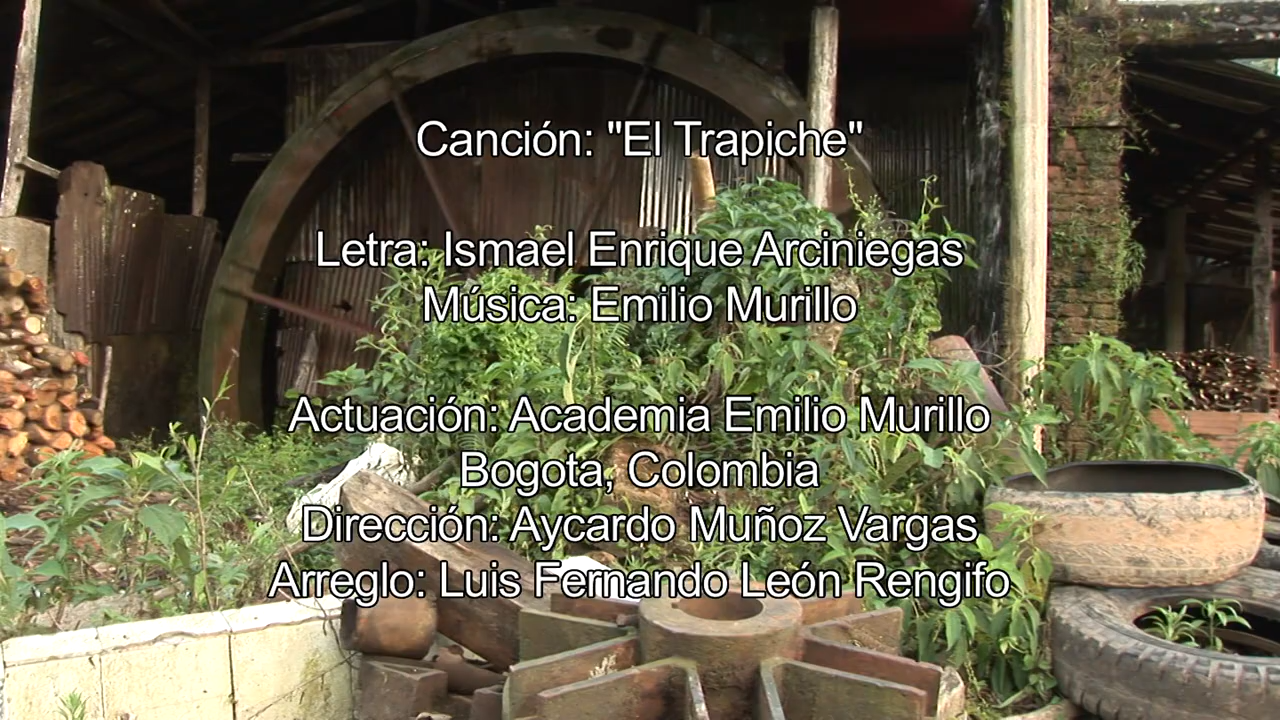 Canción: "El Trapiche"
Letra: Ismael Enrique Arciniegas
Música: Emilio Murillo
Actuación: Academia Emilio Murillo
Bogota, Colombia
Dirección: Aycardo Muñoz Vargas
Arreglo: Luis Fernando León Rengifo